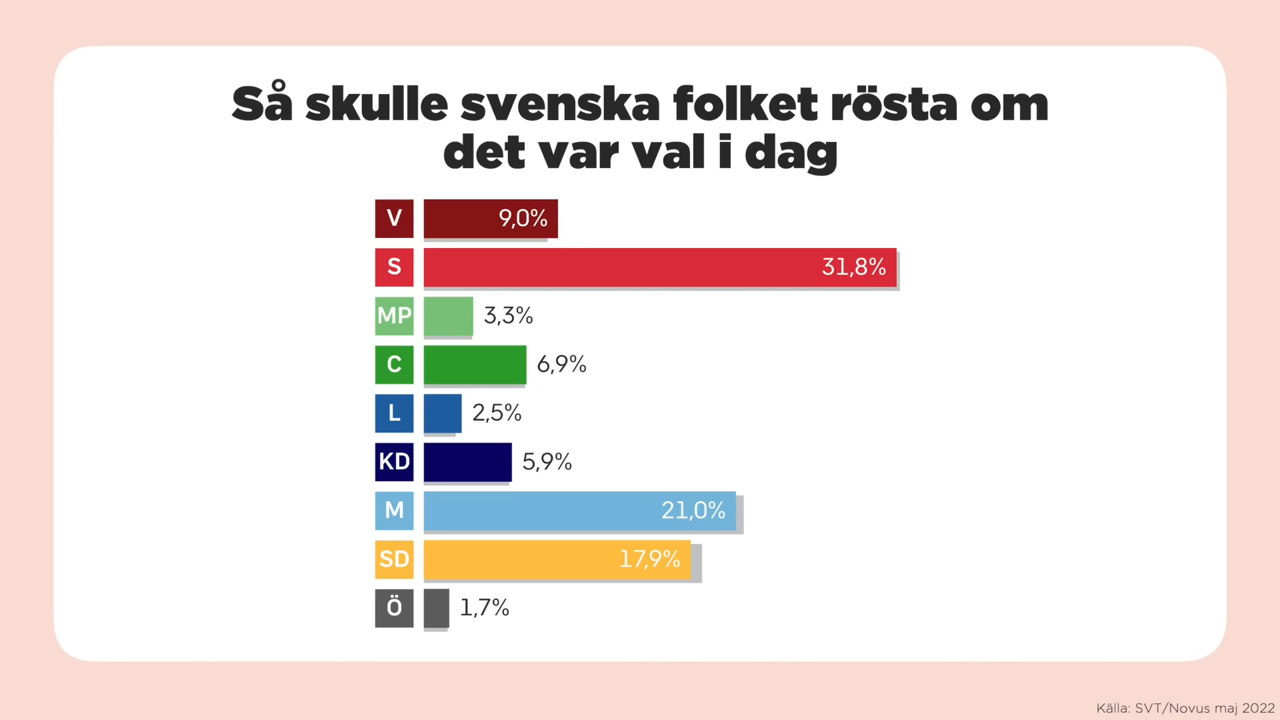 Så skulle svenska folket rösta om
det var val i dag
V 9,0%
S 31,8%
MP 3,3%
C 6,9%
L 2,5%
KD 5,9%
M 21,0%
SD 17,9%
Ö 1,7%
Källa: SVT/Novus maj 2022